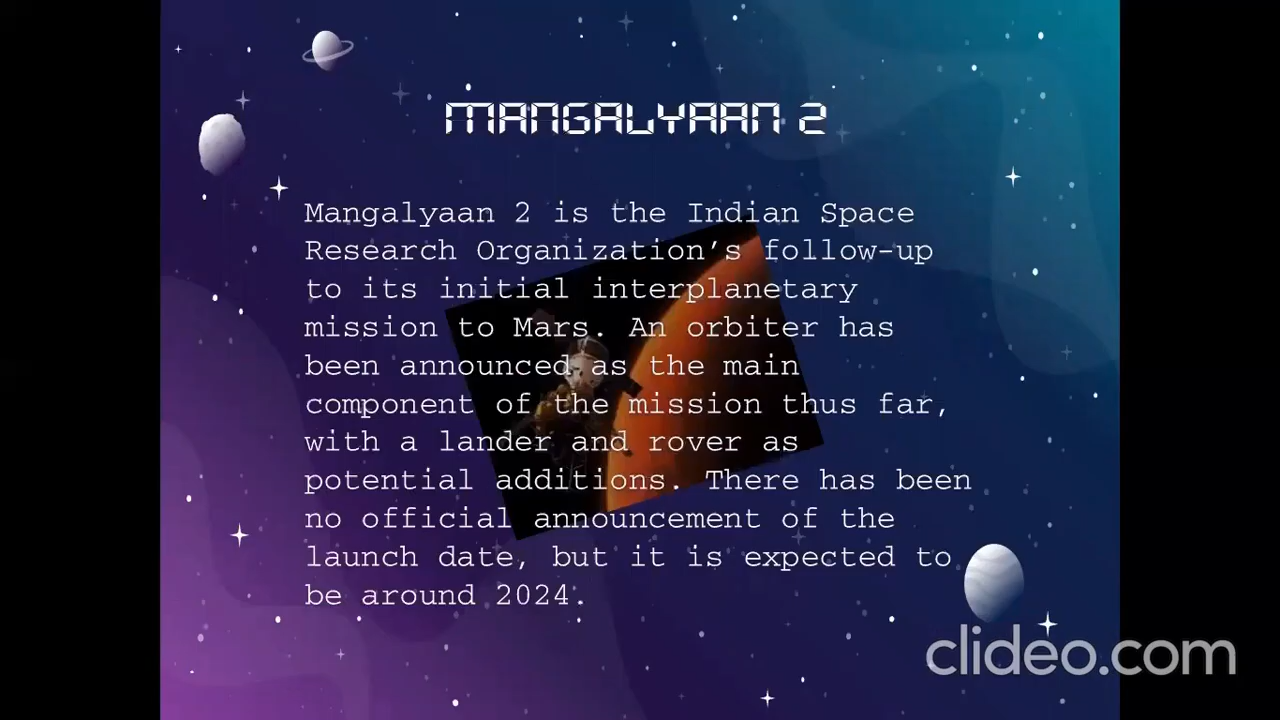 MANGALYAAN 2
Mangalyaan 2 is the Indian Space
Research Organization’s follow-up
to its initial interplanetary
mission to Mars. An orbiter has
been announced as the main
component of the mission thus far,
with a lander and rover as
potential additions. There has been
no official announcement of the
launch date, but it is expected to
be around 2024.
clideo.com